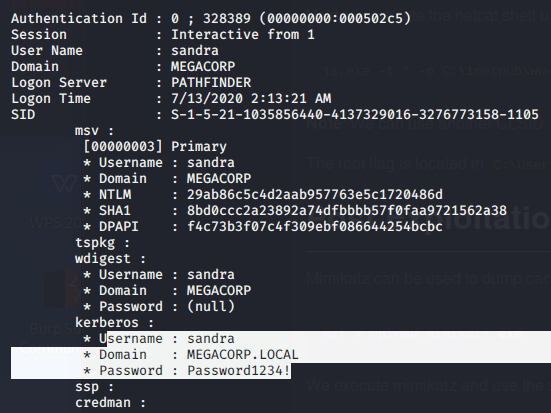 Authentication Id : 0 ; 328389 (00000000:000502c5)
Session           : Interactive from 1
User Name         : sandra
Domain            : MEGACORP
Logon Server      : PATHFINDER
Logon Time        : 7/13/2020 2:13:21 AM
SID               : S-1-5-21-1035856440-4137329016-3276773158-1105
        msv :
         [00000003] Primary
         * Username : sandra
         * Domain   : MEGACORP
         * NTLM     : 29ab86c5c4d2aab957763e5c1720486d
         * SHA1     : 8bd0ccc2a23892a74dfbbbb57f0faa9721562a38
         * DPAPI    : f4c73b3f07c4f309ebf086644254bcbc
        tspkg :
        wdigest :
         * Username : sandra
         * Domain   : MEGACORP
         * Password : (null)
        kerberos :
         * Username : sandra
         * Domain   : MEGACORP.LOCAL
         * Password : Password1234!
        ssp :
        credman :